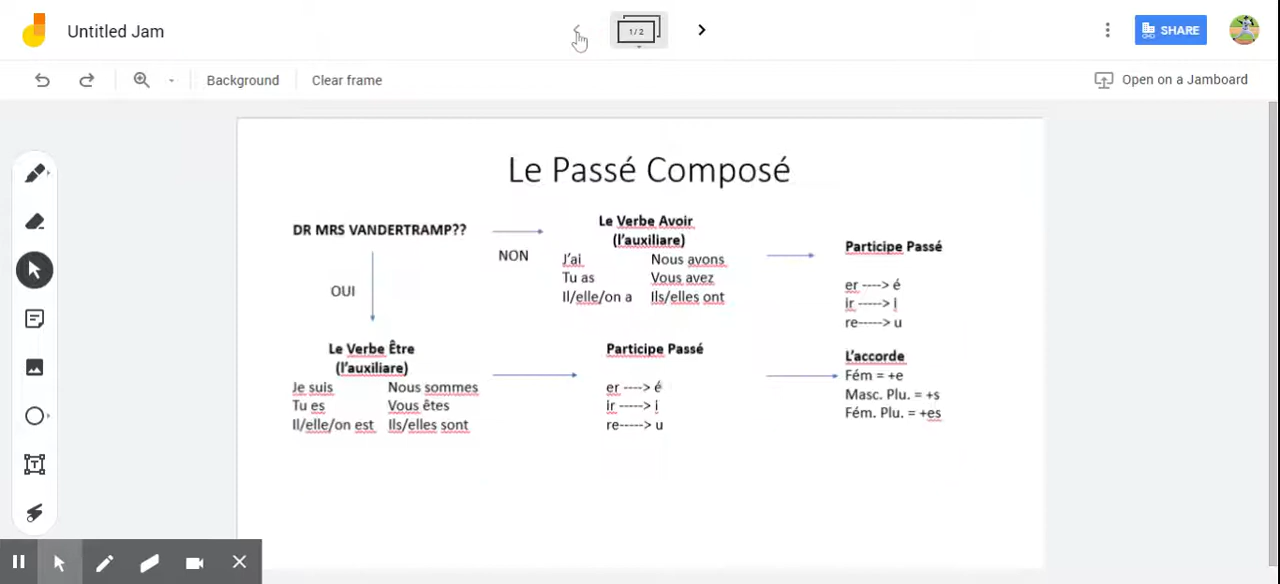 Untitled Jam
1/2
SHARE
Background
Clear frame
Open on a Jamboard
Le Passé Composé
DR MRS VANDERTRAMP??
NON
OUI
Le Verbe Avoir
(l'auxiliare)
J'ai Nous avons
Tu as Vous avez
Il/elle/on a Ils/elles ont
Participe Passé
er ----> é
ir -----> i
re-----> u
Le Verbe Être
(l'auxiliare)
Je suis Nous sommes
Tu es Vous êtes
Il/elle/on est Ils/elles sont
Participe Passé
er ----> é
ir -----> i
re-----> u
L'accorde
Fém = +e
Masc. Plu. = +s
Fém. Plu. = +es